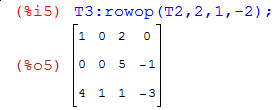 (%i5) T3:rowop(T2,2,1,-2);
1 0 2 0
(%o5) 0 0 5 -1
4 1 1 -3